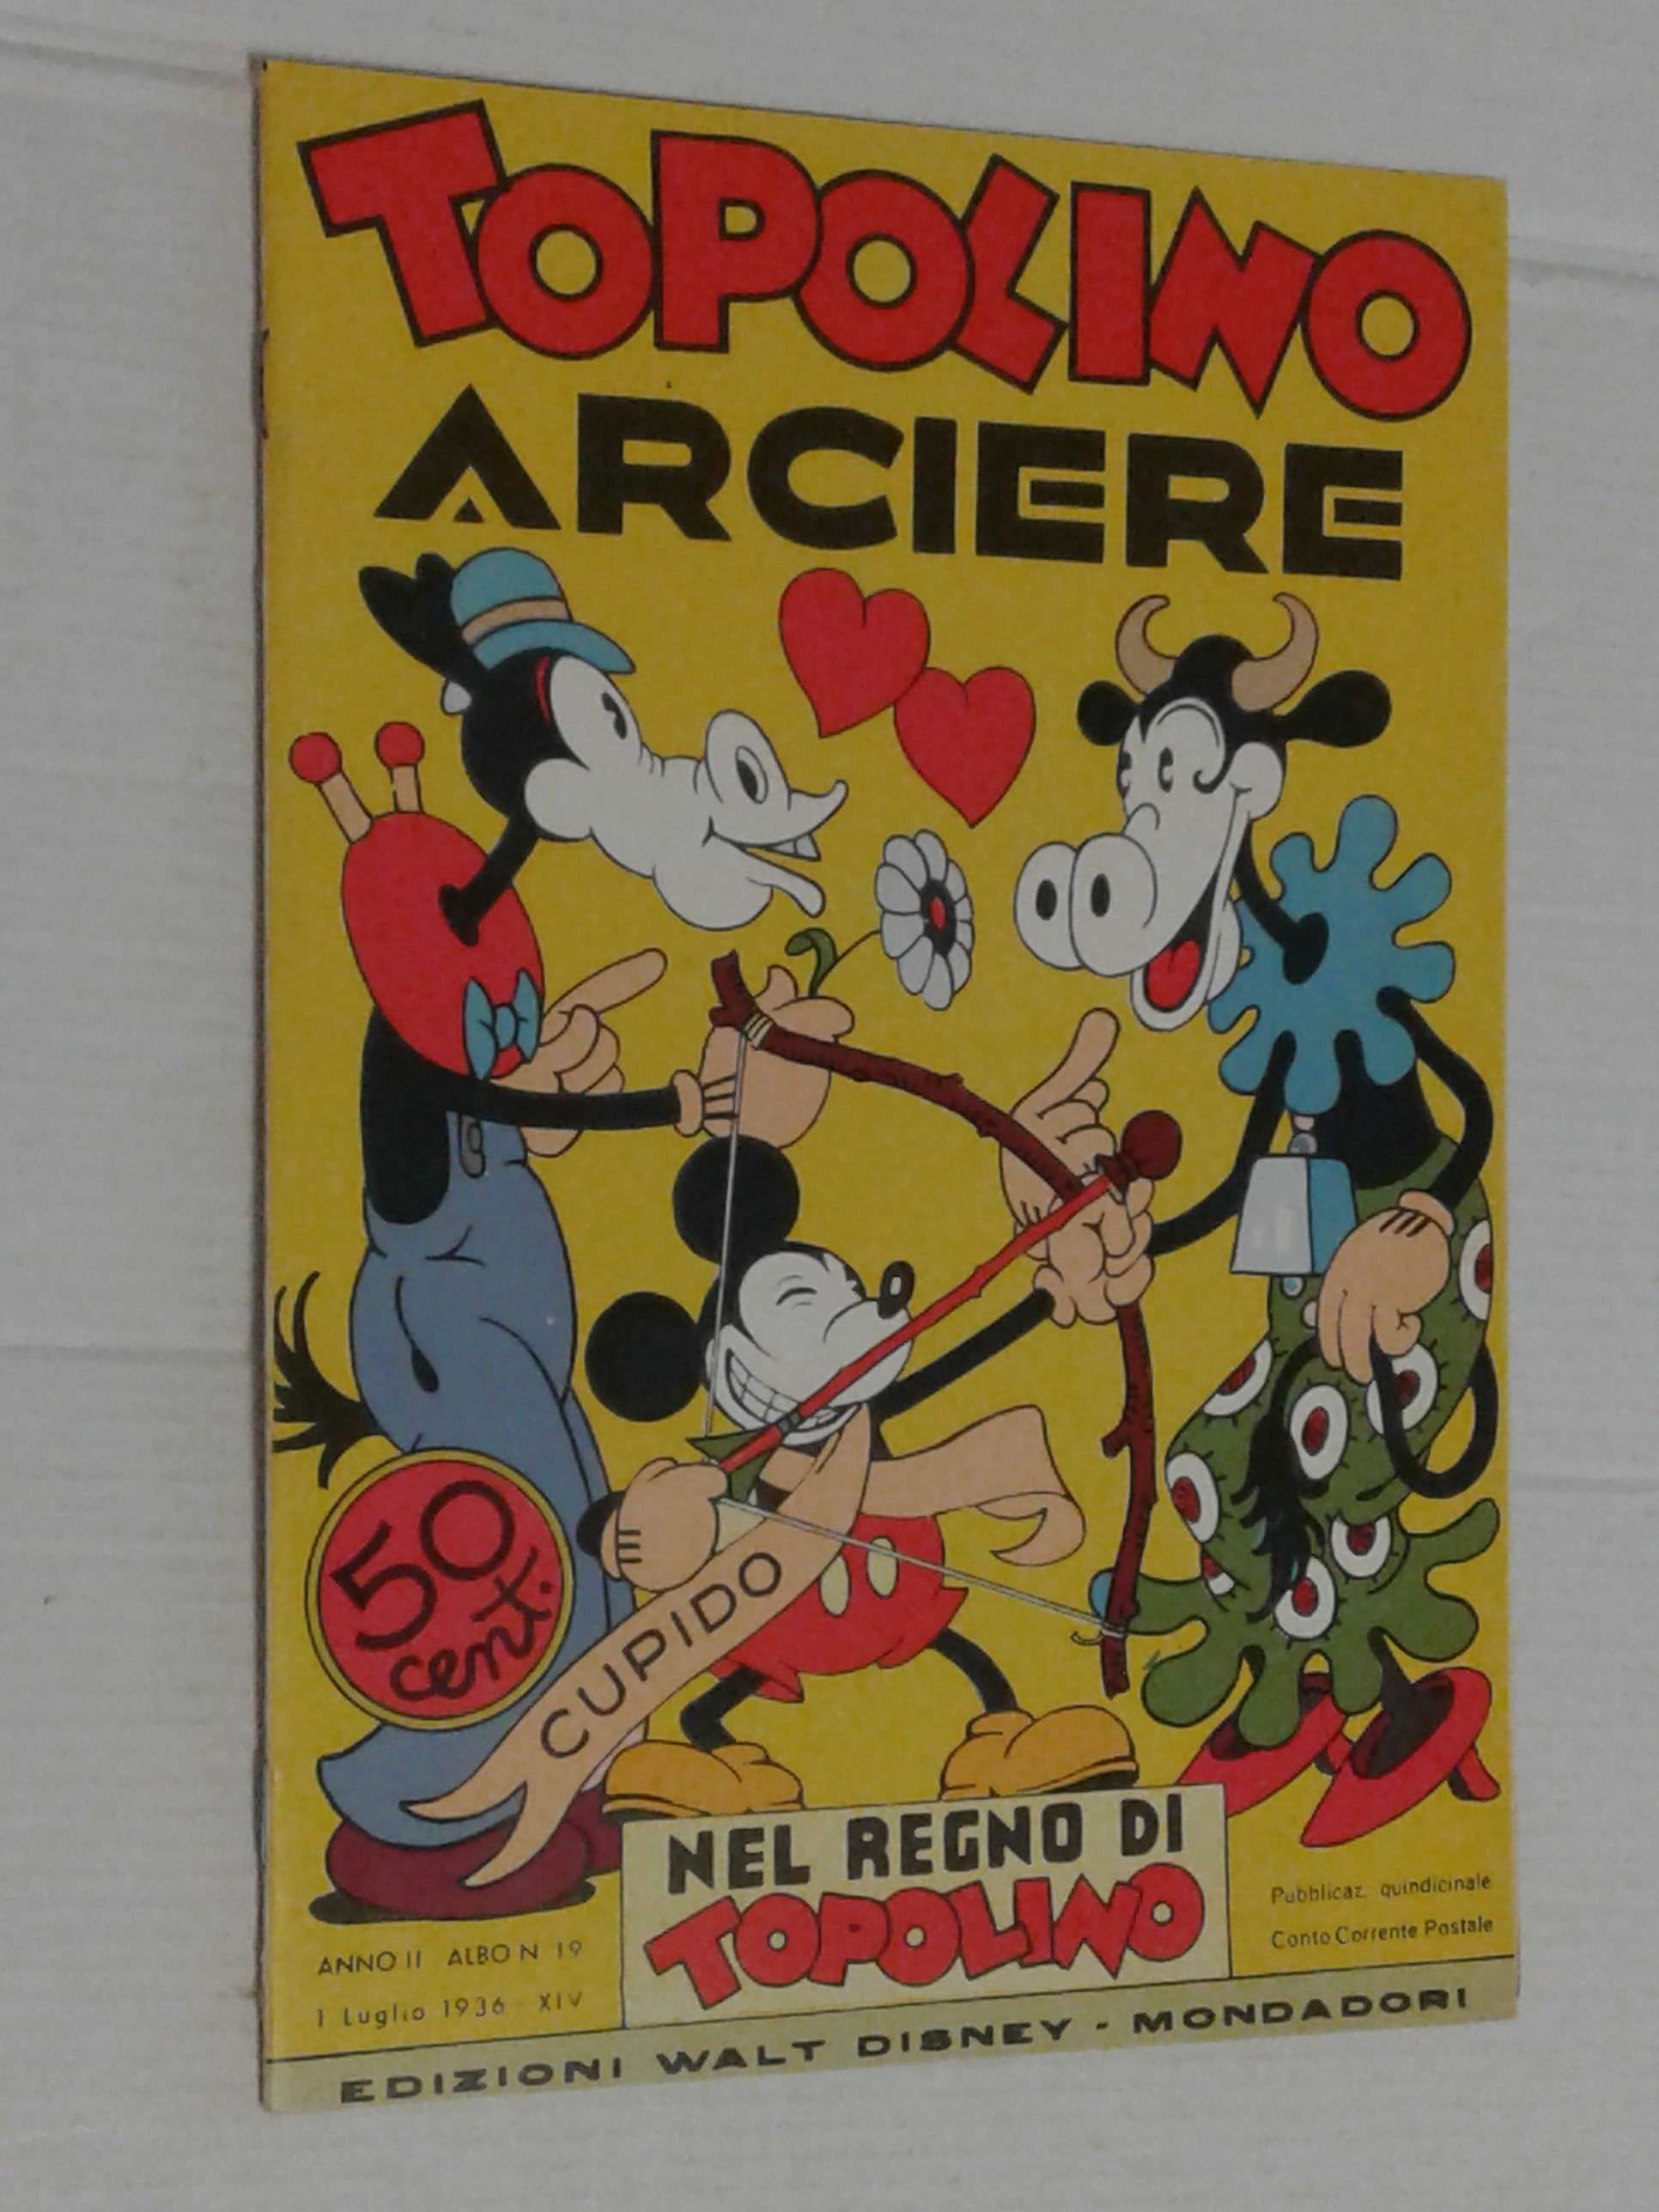 TOPOLINO
ARCIERE
50
cent.
CUPIDO
NEL REGNO DI
TOPOLINO
Pubblicaz. quindicinale
Conto Corrente Postale
ANNO II ALBO N 19
1 Luglio 1936 - XIV
EDIZIONI WALT DISNEY - MONDADORI